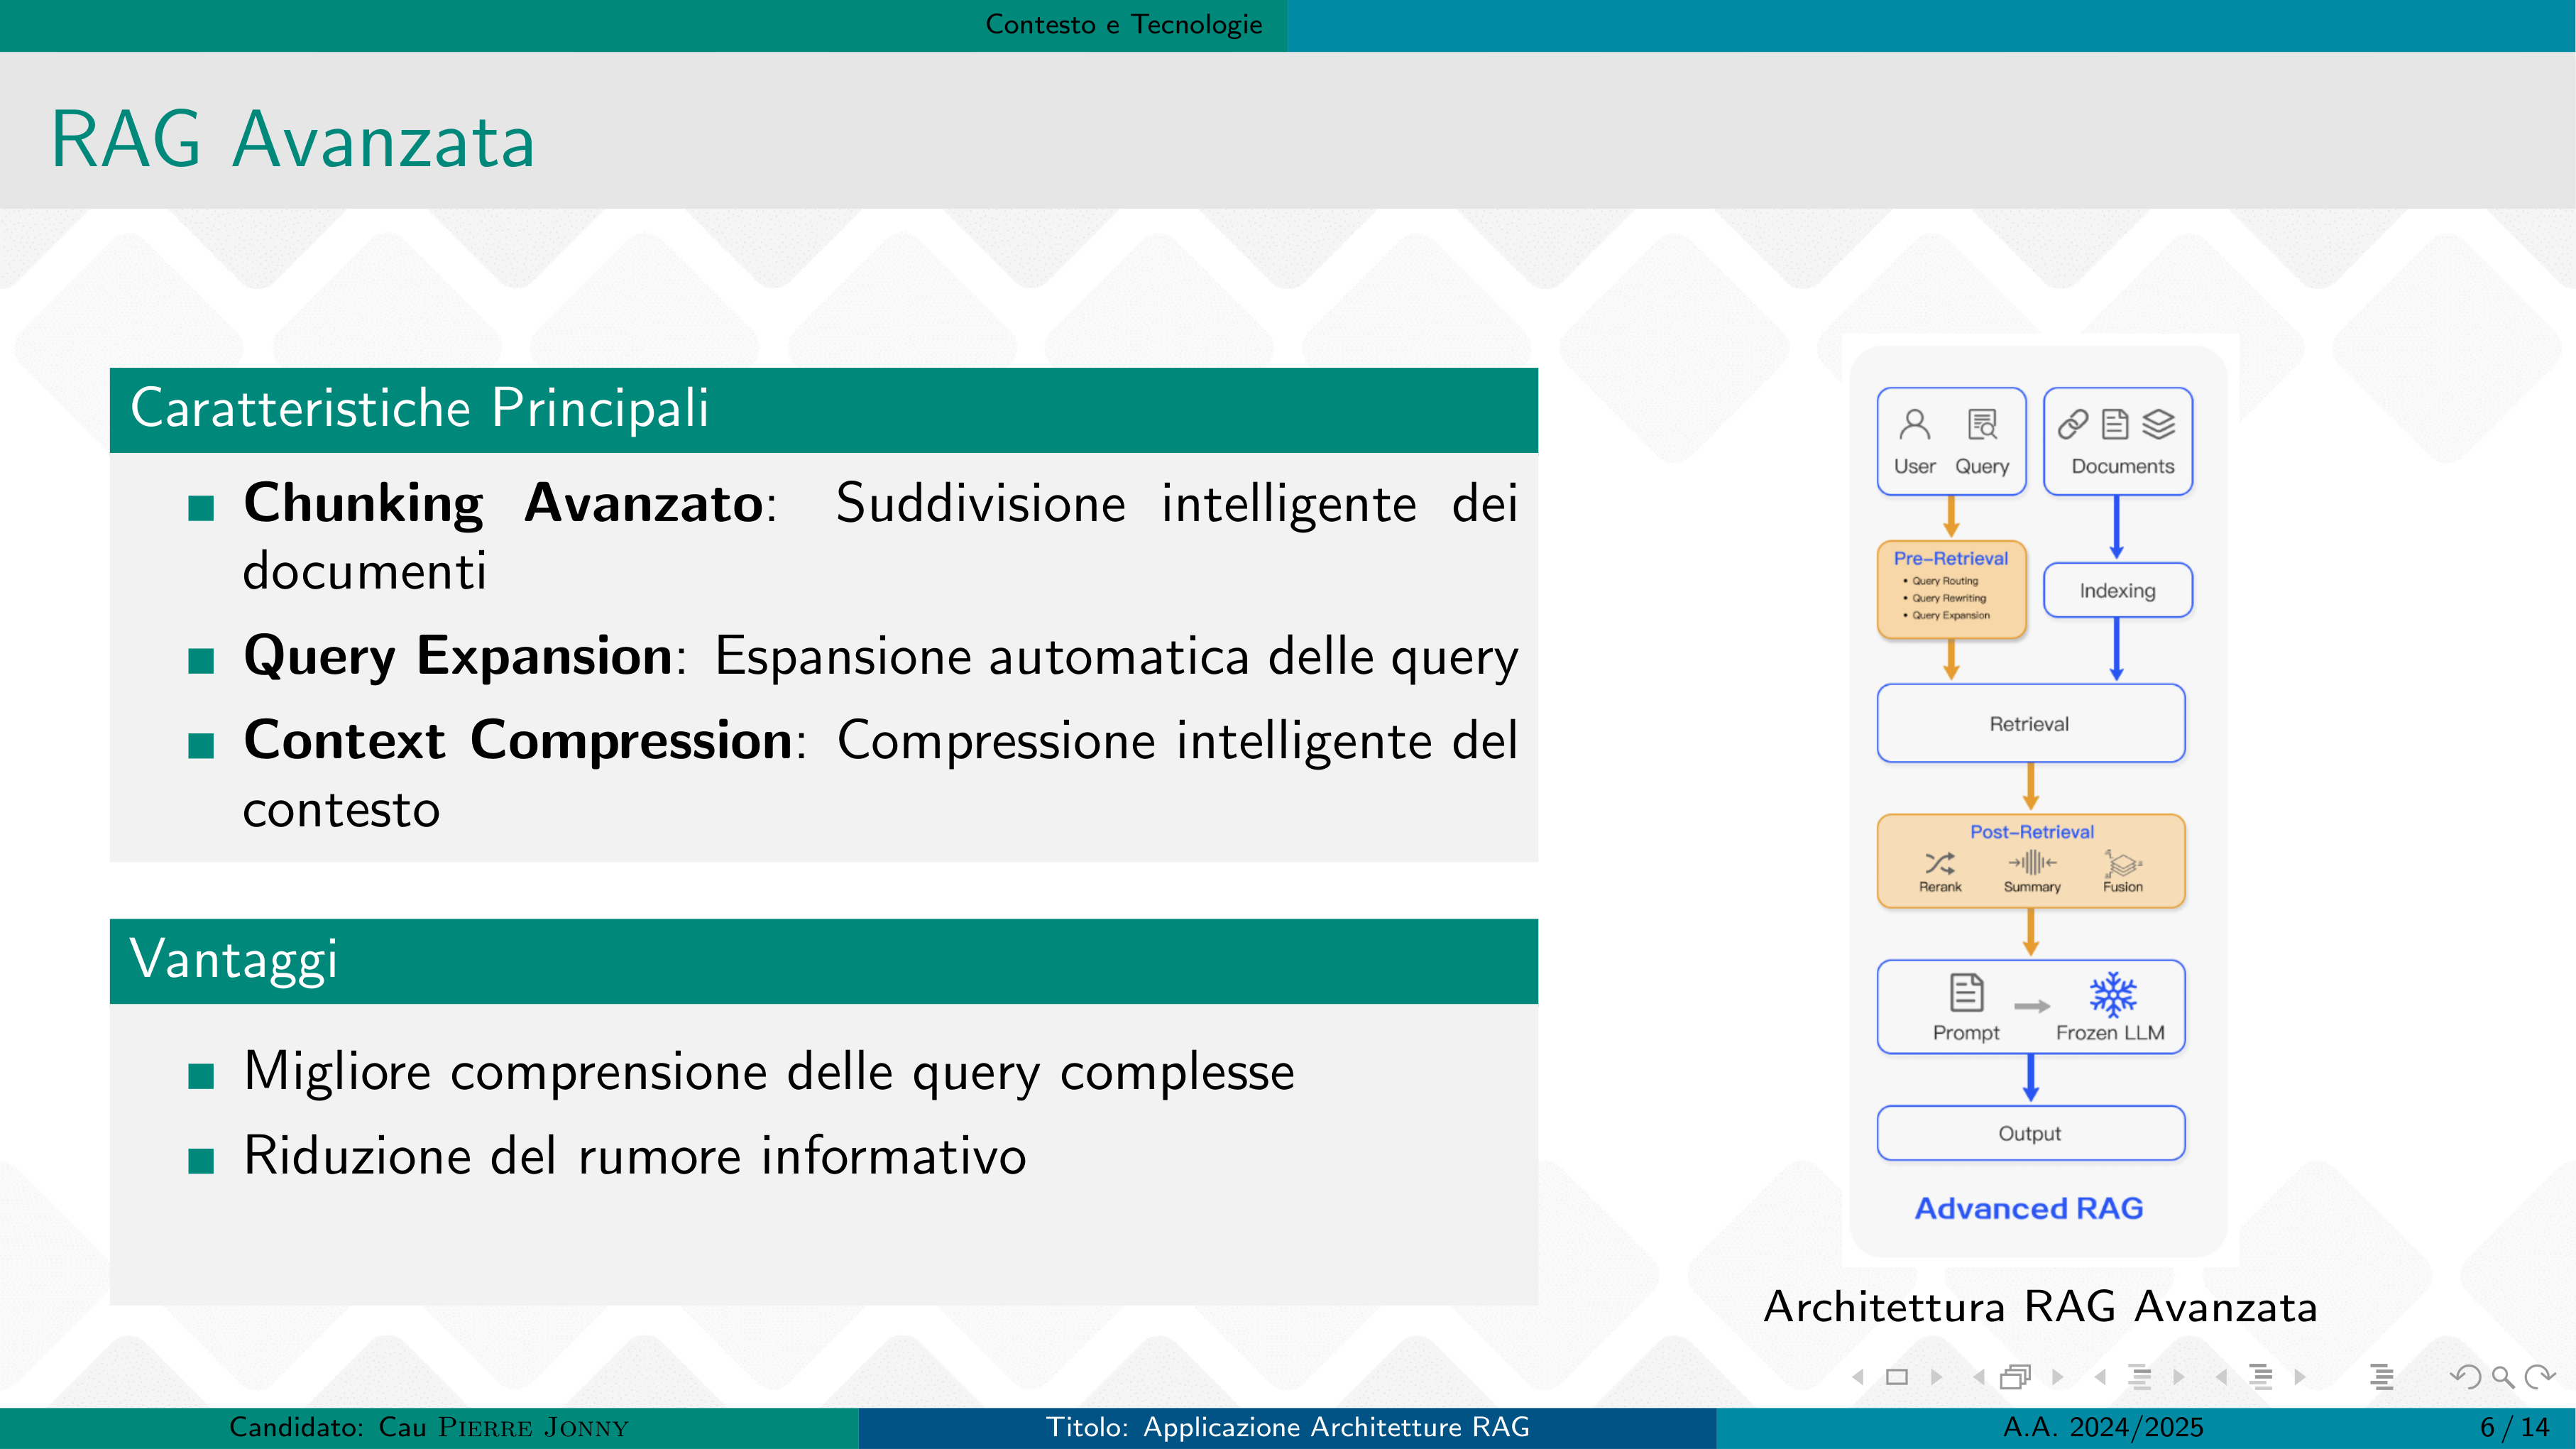 Contesto e Tecnologie
RAG Avanzata
Caratteristiche Principali
Chunking Avanzato: Suddivisione intelligente dei
documenti
Query Expansion: Espansione automatica delle query
Context Compression: Compressione intelligente del
contesto
Vantaggi
Migliore comprensione delle query complesse
Riduzione del rumore informativo
User Query
Documents
Pre-Retrieval
• Query Routing
• Query Rewriting
• Query Expansion
Indexing
Retrieval
Post-Retrieval
Rerank Summary Fusion
Prompt Frozen LLM
Output
Advanced RAG
Architettura RAG Avanzata
Candidato: Cau Pierre Jonny
Titolo: Applicazione Architetture RAG
A.A. 2024/2025
6 / 14